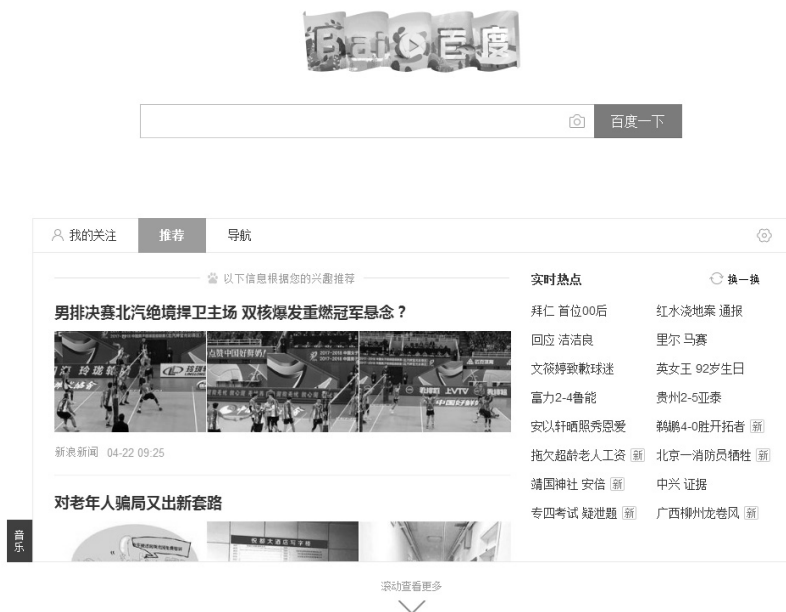 Bai 百度
百度一下
我的关注 推荐 导航
以下信息根据您的兴趣推荐
男排决赛北汽绝境捍卫主场 双核爆发重燃冠军悬念？
新浪新闻 04-22 09:25
对老年人骗局又出新套路
实时热点 换一换
拜仁 首位00后 红水浇地案 通报
回应 洁洁良 里尔 马赛
文筱婷致歉球迷 英女王 92岁生日
富力2-4鲁能 贵州2-5亚泰
安以轩晒照秀恩爱 鹈鹕4-0胜开拓者 新
拖欠超龄老人工资 新 北京一消防员牺牲 新
靖国神社 安倍 新 中兴 证据
专四考试 疑泄题 新 广西柳州龙卷风 新
音乐
滚动查看更多